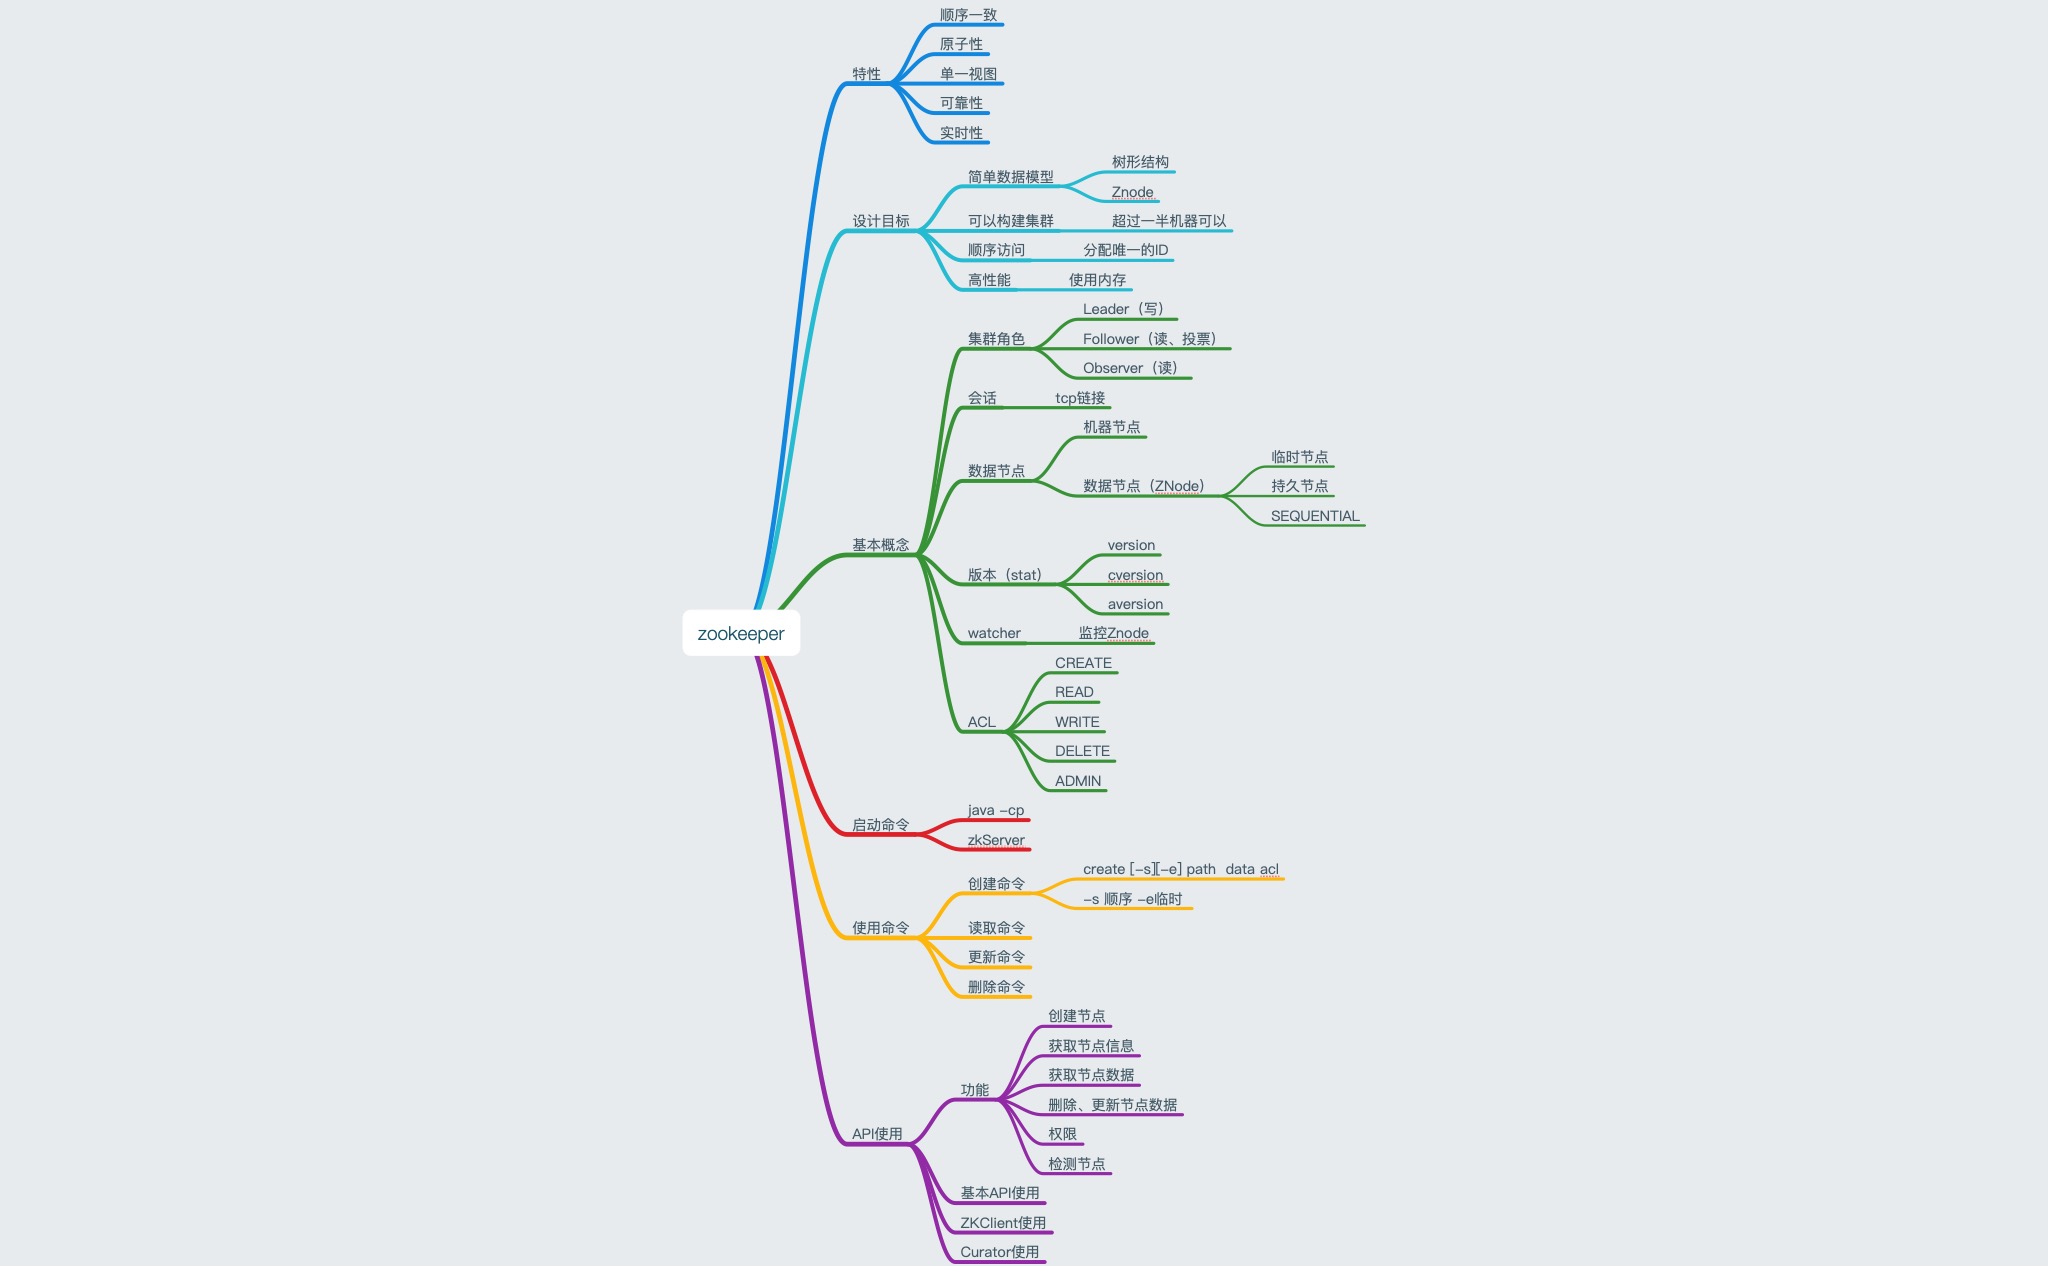 顺序一致
原子性
特性
单一视图
可靠性
实时性
树形结构
简单数据模型
Znode
设计目标
可以构建集群
超过一半机器可以
顺序访问
分配唯一的ID
高性能
使用内存
Leader（写）
集群角色
Follower（读、投票）
Observer（读）
会话
tcp链接
机器节点
临时节点
数据节点
数据节点（ZNode）
持久节点
SEQUENTIAL
基本概念
version
版本（stat）
cversion
aversion
zookeeper
watcher
监控Znode
CREATE
READ
ACL
WRITE
DELETE
ADMIN
java -cp
启动命令
zkServer
create [-s][-e] path  data acl
创建命令
-s 顺序 -e临时
使用命令
读取命令
更新命令
删除命令
创建节点
获取节点信息
获取节点数据
功能
删除、更新节点数据
API使用
权限
检测节点
基本API使用
ZKClient使用
Curator使用